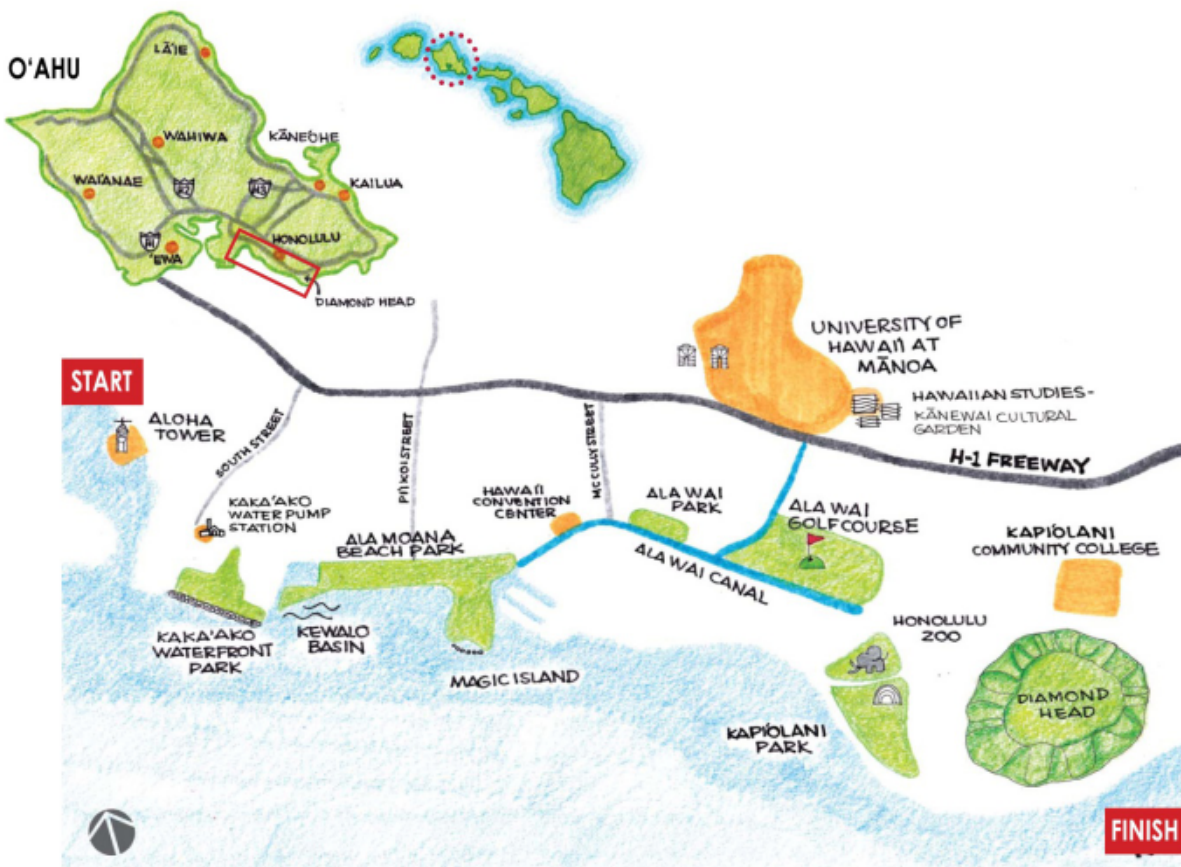 O‘AHU
LĀ'IE
WAHIWA
KĀNE'OHE
WAI'ANAE
H2
H3
KAILUA
H1
'EWA
HONOLULU
DIAMOND HEAD
START
ALOHA
TOWER
SOUTH STREET
PI'IKOI STREET
MCCULLY STREET
UNIVERSITY OF
HAWAI'I AT
MĀNOA
HAWAIIAN STUDIES-
KĀNEWAI CULTURAL
GARDEN
H-1 FREEWAY
KAKA'AKO
WATER PUMP
STATION
HAWAI'I
CONVENTION
CENTER
ALA WAI
PARK
ALA WAI
GOLF COURSE
KAPI'OLANI
COMMUNITY COLLEGE
ALA MOANA
BEACH PARK
ALA WAI CANAL
HONOLULU
ZOO
KAKA'AKO
WATERFRONT
PARK
KEWALO
BASIN
MAGIC ISLAND
KAPI'OLANI
PARK
DIAMOND
HEAD
FINISH